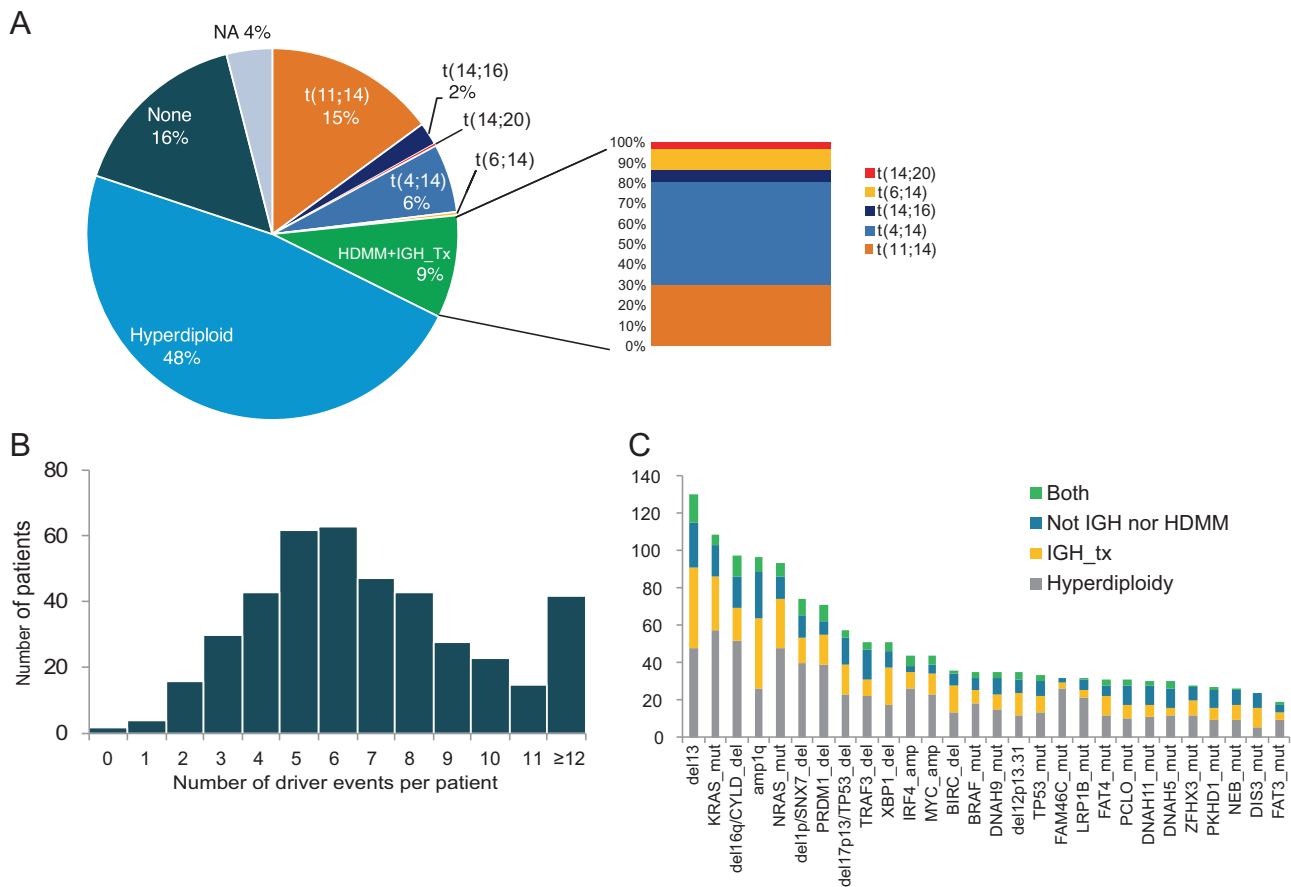 A
NA 4%
t(11;14)
15%
t(14;16)
2%
t(14;20)
t(6;14)
t(4;14)
6%
HDMM+IGH_Tx
9%
Hyperdiploid
48%
None
16%
100%
90%
80%
70%
60%
50%
40%
30%
20%
10%
0%
t(14;20)
t(6;14)
t(14;16)
t(4;14)
t(11;14)
B
Number of patients
80
60
40
20
0
0 1 2 3 4 5 6 7 8 9 10 11 ≥12
Number of driver events per patient
C
140
120
100
80
60
40
20
0
Both
Not IGH nor HDMM
IGH_tx
Hyperdiploidy
del13
KRAS_mut
del16q/CYLD_del
amp1q
NRAS_mut
del1p/SNX7_del
PRDM1_del
del17p13/TP53_del
TRAF3_del
XBP1_del
IRF4_amp
MYC_amp
BIRC_del
BRAF_mut
DNAH9_mut
del12p13.31
TP53_mut
FAM46C_mut
LRP1B_mut
FAT4_mut
PCLO_mut
DNAH11_mut
DNAH5_mut
ZFHX3_mut
PKHD1_mut
NEB_mut
DIS3_mut
FAT3_mut